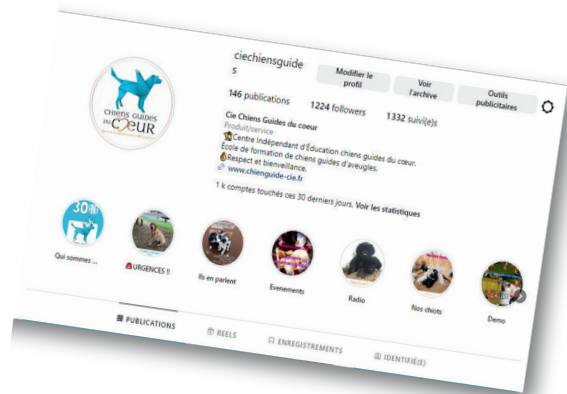 ciechiensguide
s
Modifier le
profil
Voir
l'archive
Outils
publicitaires
146 publications 1224 followers 1332 suivi(e)s
Cie Chiens Guides du coeur
Produit/service
Centre Indépendant d'Éducation chiens guides du cœur.
École de formation de chiens guides d'aveugles.
Respect et bienveillance.
www.chienguide-cie.fr
1 k comptes touchés ces 30 derniers jours. Voir les statistiques
CHIENS GUIDES
DU CŒUR
Qui sommes ...
URGENCES !!
Ils en parlent
Evenements
Radio
Nos chiots
Demo
PUBLICATIONS
REELS
ENREGISTREMENTS
IDENTIFIÉ(E)